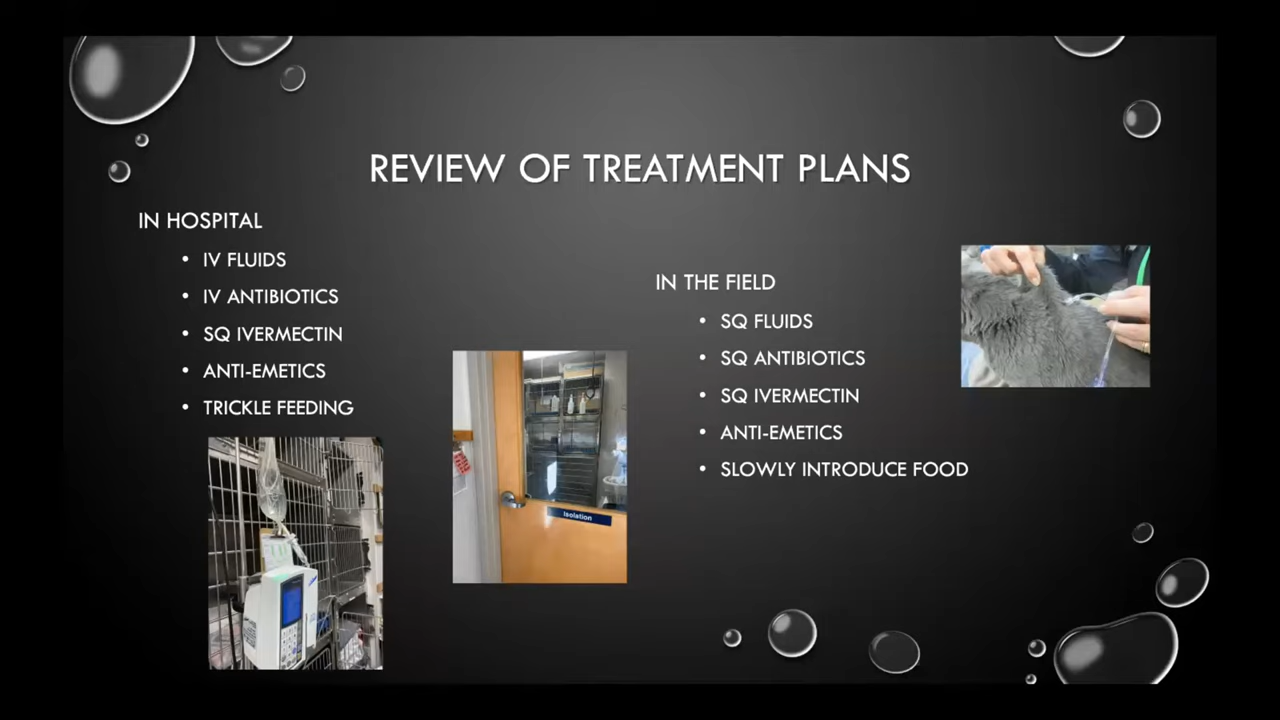 REVIEW OF TREATMENT PLANS
IN HOSPITAL
• IV FLUIDS
• IV ANTIBIOTICS
• SQ IVERMECTIN
• ANTI-EMETICS
• TRICKLE FEEDING
Isolation
IN THE FIELD
• SQ FLUIDS
• SQ ANTIBIOTICS
• SQ IVERMECTIN
• ANTI-EMETICS
• SLOWLY INTRODUCE FOOD